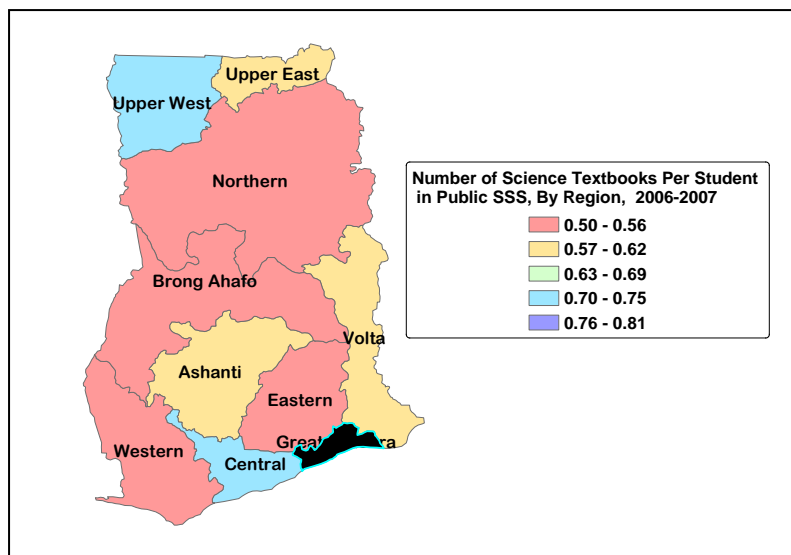 Upper East
Upper West
Northern
Number of Science Textbooks Per Student
in Public SSS, By Region, 2006-2007
0.50 - 0.56
0.57 - 0.62
0.63 - 0.69
0.70 - 0.75
0.76 - 0.81
Brong Ahafo
Volta
Ashanti
Eastern
Western
Central